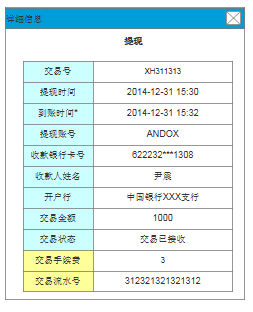 详细信息
提现
交易号 XH311313
提现时间 2014-12-31 15:30
到账时间* 2014-12-31 15:32
提现账号 ANDOX
收款银行卡号 622232***1308
收款人姓名 尹震
开户行 中国银行XXX支行
交易金额 1000
交易状态 交易已接收
交易手续费 3
交易流水号 312321321321312